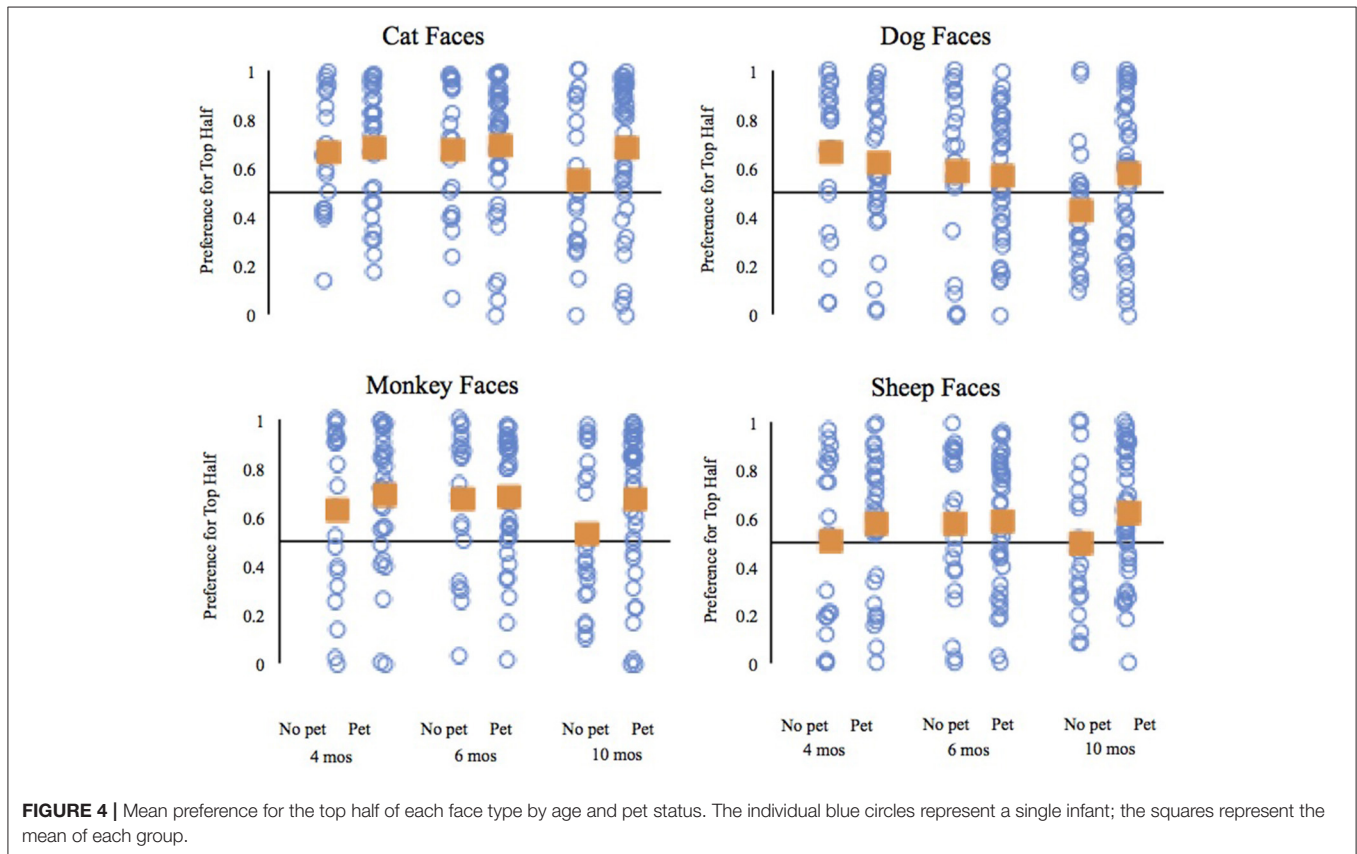 Cat Faces
Preference for Top Half
1
0.8
0.6
0.4
0.2
0
Dog Faces
Preference for Top Half
1
0.8
0.6
0.4
0.2
0
Monkey Faces
Preference for Top Half
1
0.8
0.6
0.4
0.2
0
Sheep Faces
Preference for Top Half
1
0.8
0.6
0.4
0.2
0
No pet Pet No pet Pet No pet Pet
4 mos 6 mos 10 mos
No pet Pet No pet Pet No pet Pet
4 mos 6 mos 10 mos
FIGURE 4 | Mean preference for the top half of each face type by age and pet status. The individual blue circles represent a single infant; the squares represent the
mean of each group.